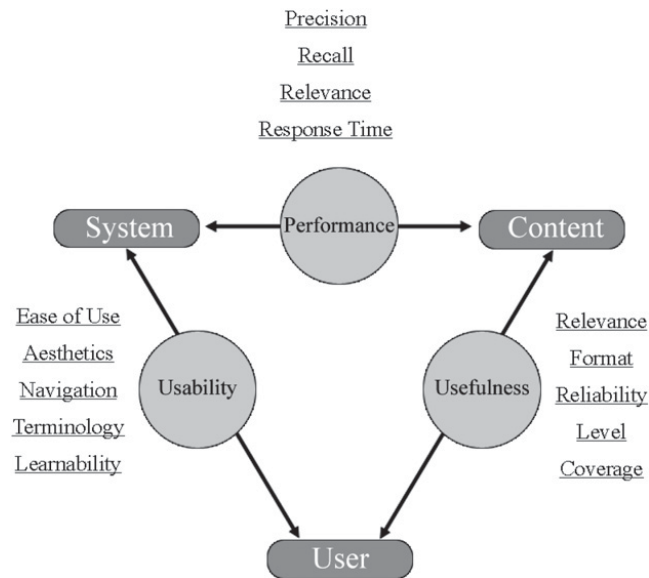 Precision
Recall
Relevance
Response Time
System
Performance
Content
Ease of Use
Aesthetics
Navigation
Terminology
Learnability
Usability
Usefulness
Relevance
Format
Reliability
Level
Coverage
User